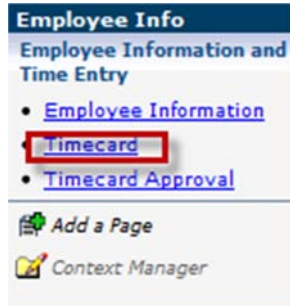 Employee Info
Employee Information and
Time Entry
Employee Information
Timecard
Timecard Approval
Add a Page
Context Manager